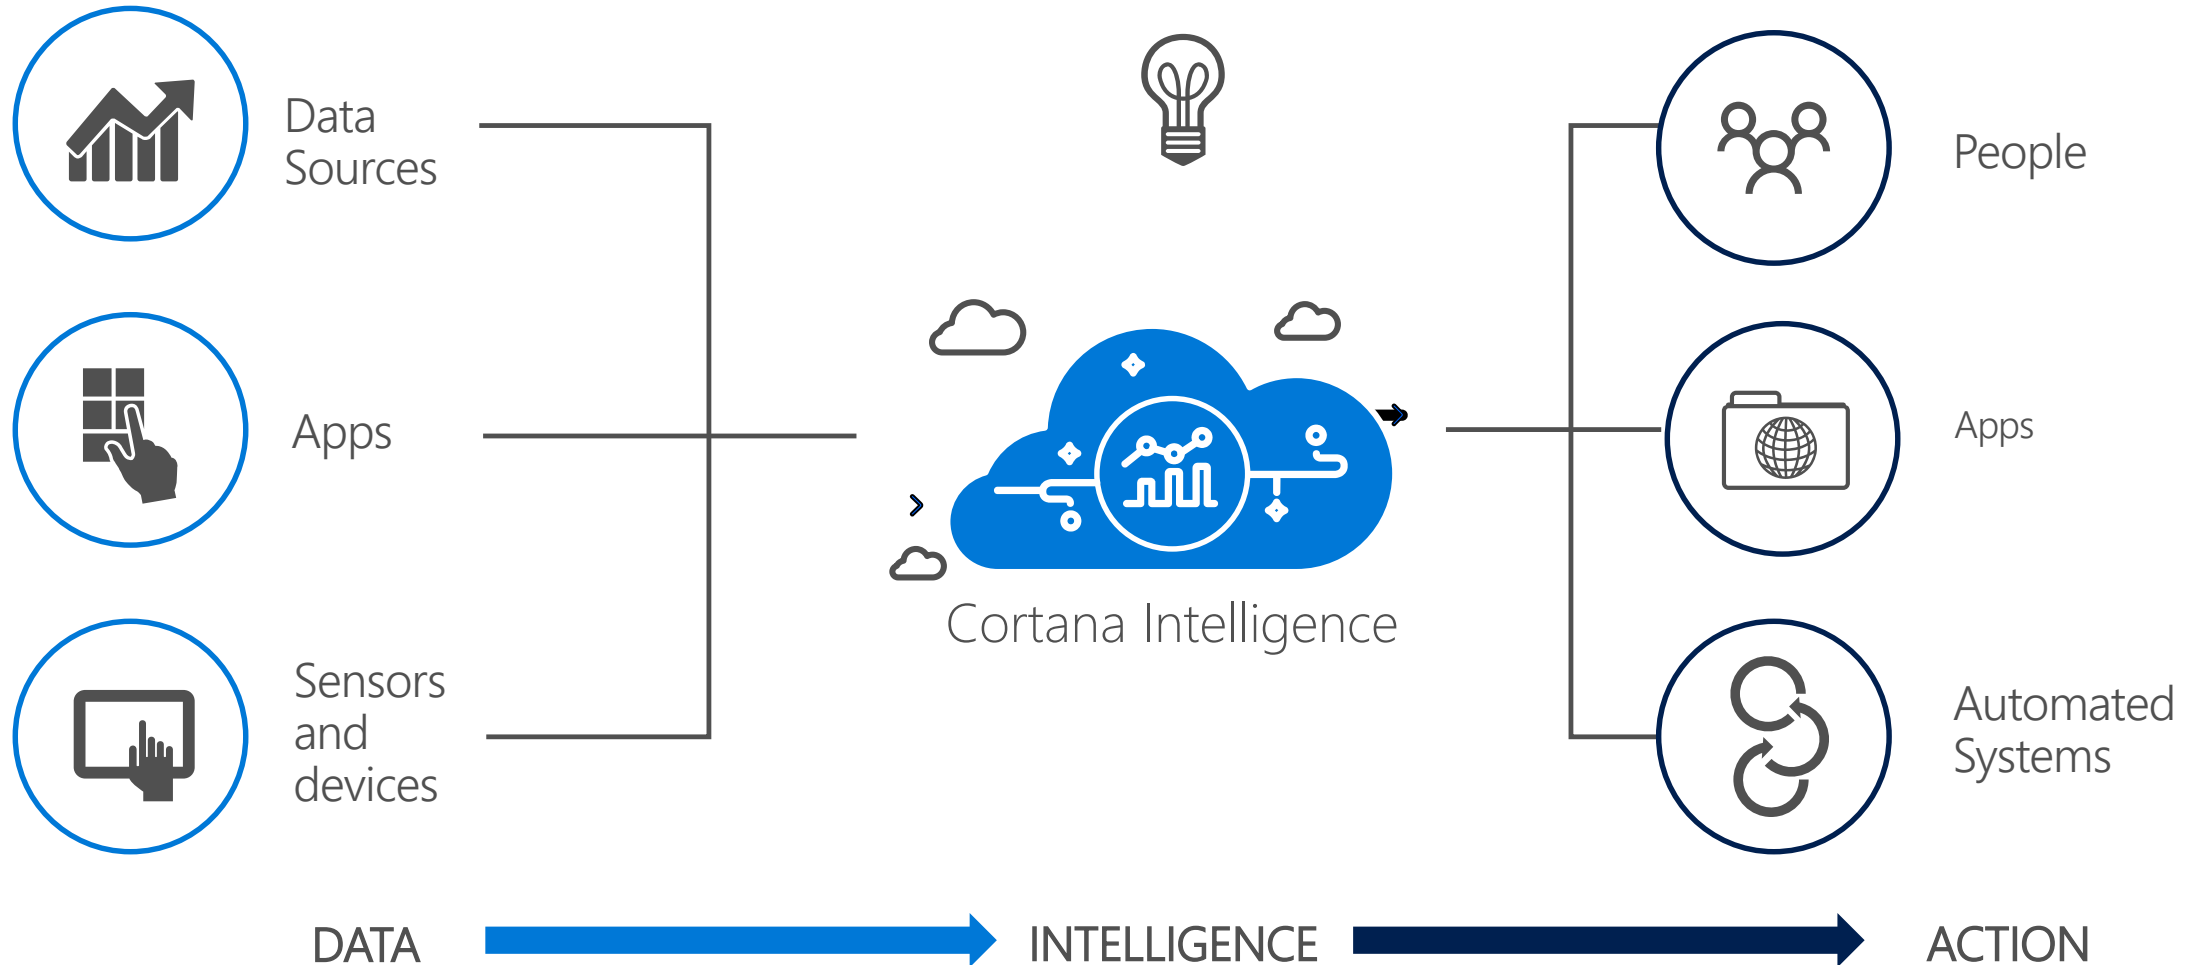 Data
Sources
Apps
Sensors
and
devices
Cortana Intelligence
People
Apps
Automated
Systems
DATA
INTELLIGENCE
ACTION